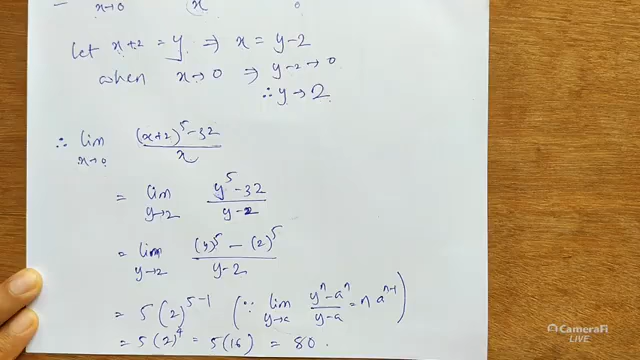 — x→0 x 0
Let x+2 = y ⇒ x = y-2
when x→0 ⇒ y-2→0
∴ y→2
∴ lim x→0 (x+2)^5-32 / x
= lim y→2 y^5-32 / y-2
= lim y→2 (y)^5 - (2)^5 / y-2
= 5(2)^5-1 (∵ lim y→a y^n-a^n / y-a = n a^n-1)
= 5(2)^4 = 5(16) = 80.
CameraFi
LIVE